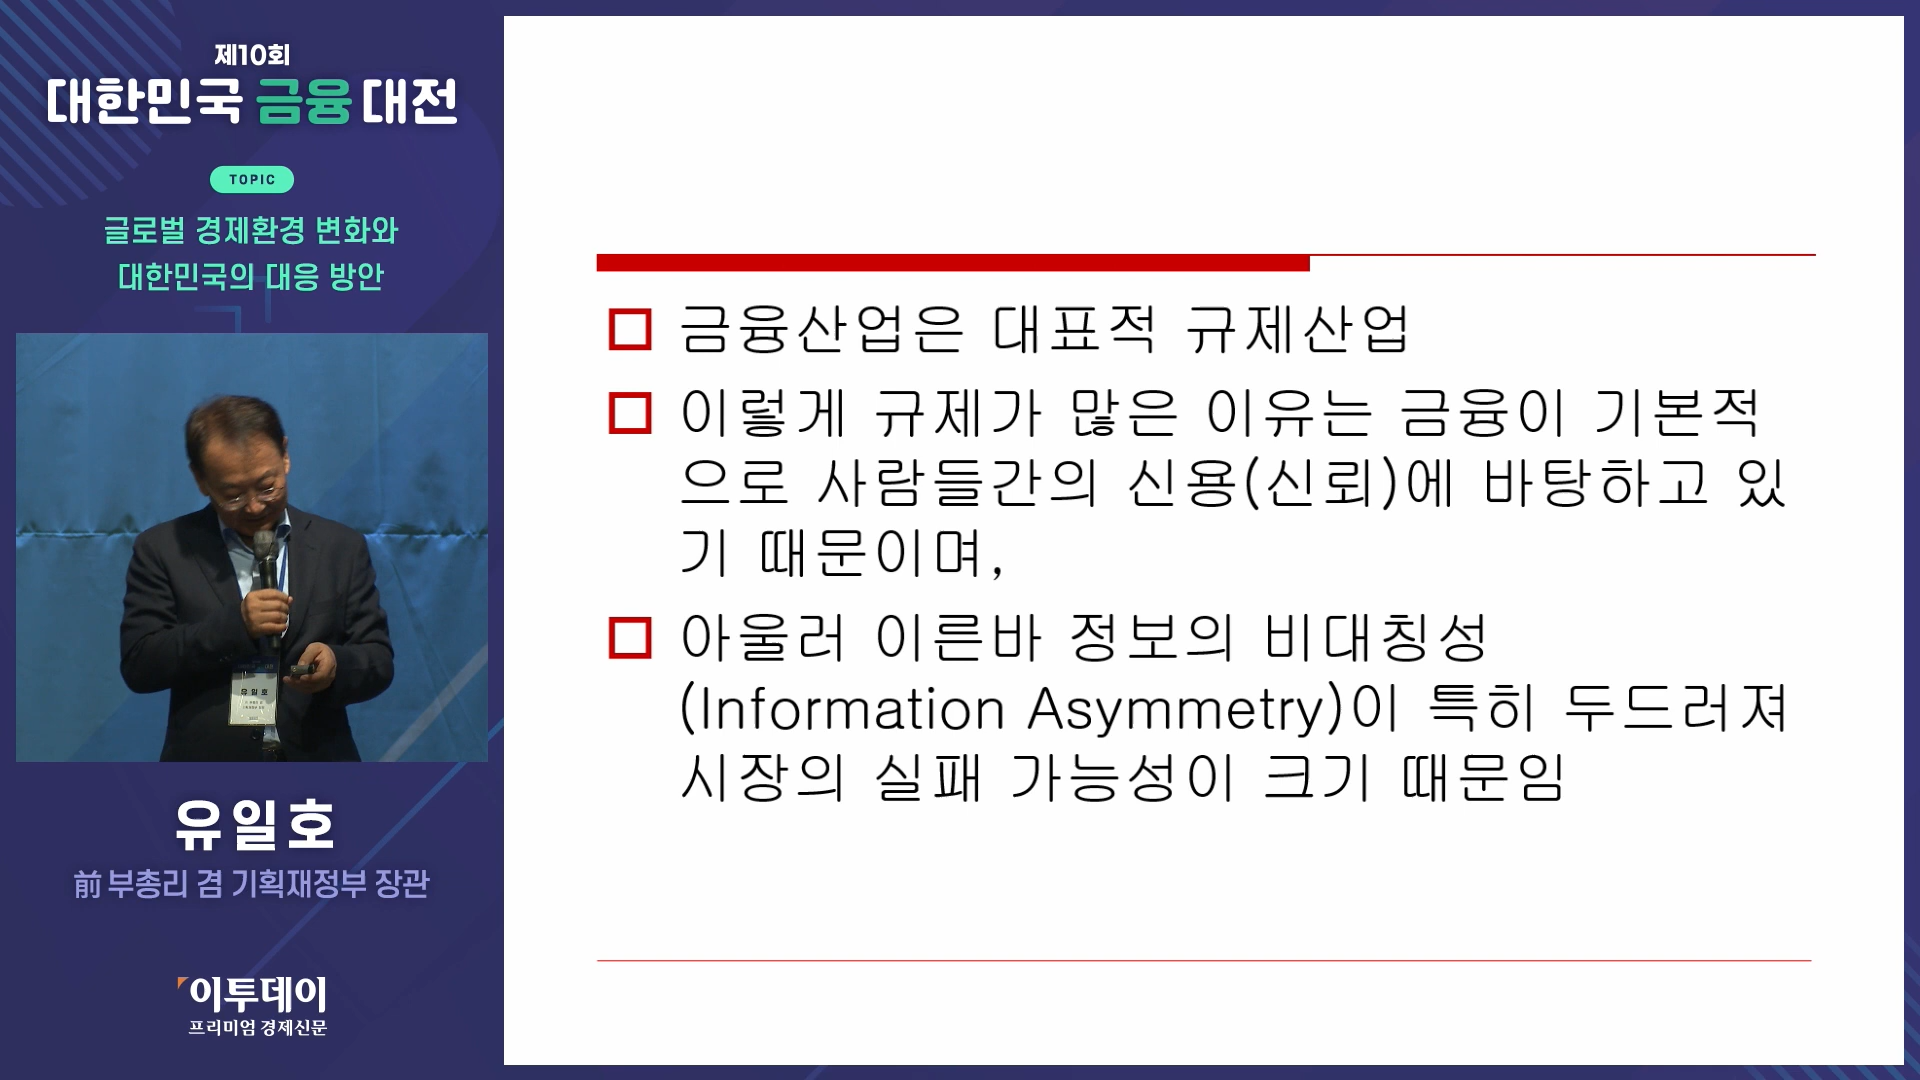 제10회
대한민국 금융대전
TOPIC
글로벌 경제환경 변화와
대한민국의 대응 방안
유일호
유일호
前 부총리 겸 기획재정부 장관
이투데이
프리미엄 경제신문
금융산업은 대표적 규제산업
이렇게 규제가 많은 이유는 금융이 기본적
으로 사람들간의 신용(신뢰)에 바탕하고 있
기 때문이며,
아울러 이른바 정보의 비대칭성
(Information Asymmetry)이 특히 두드러져
시장의 실패 가능성이 크기 때문임